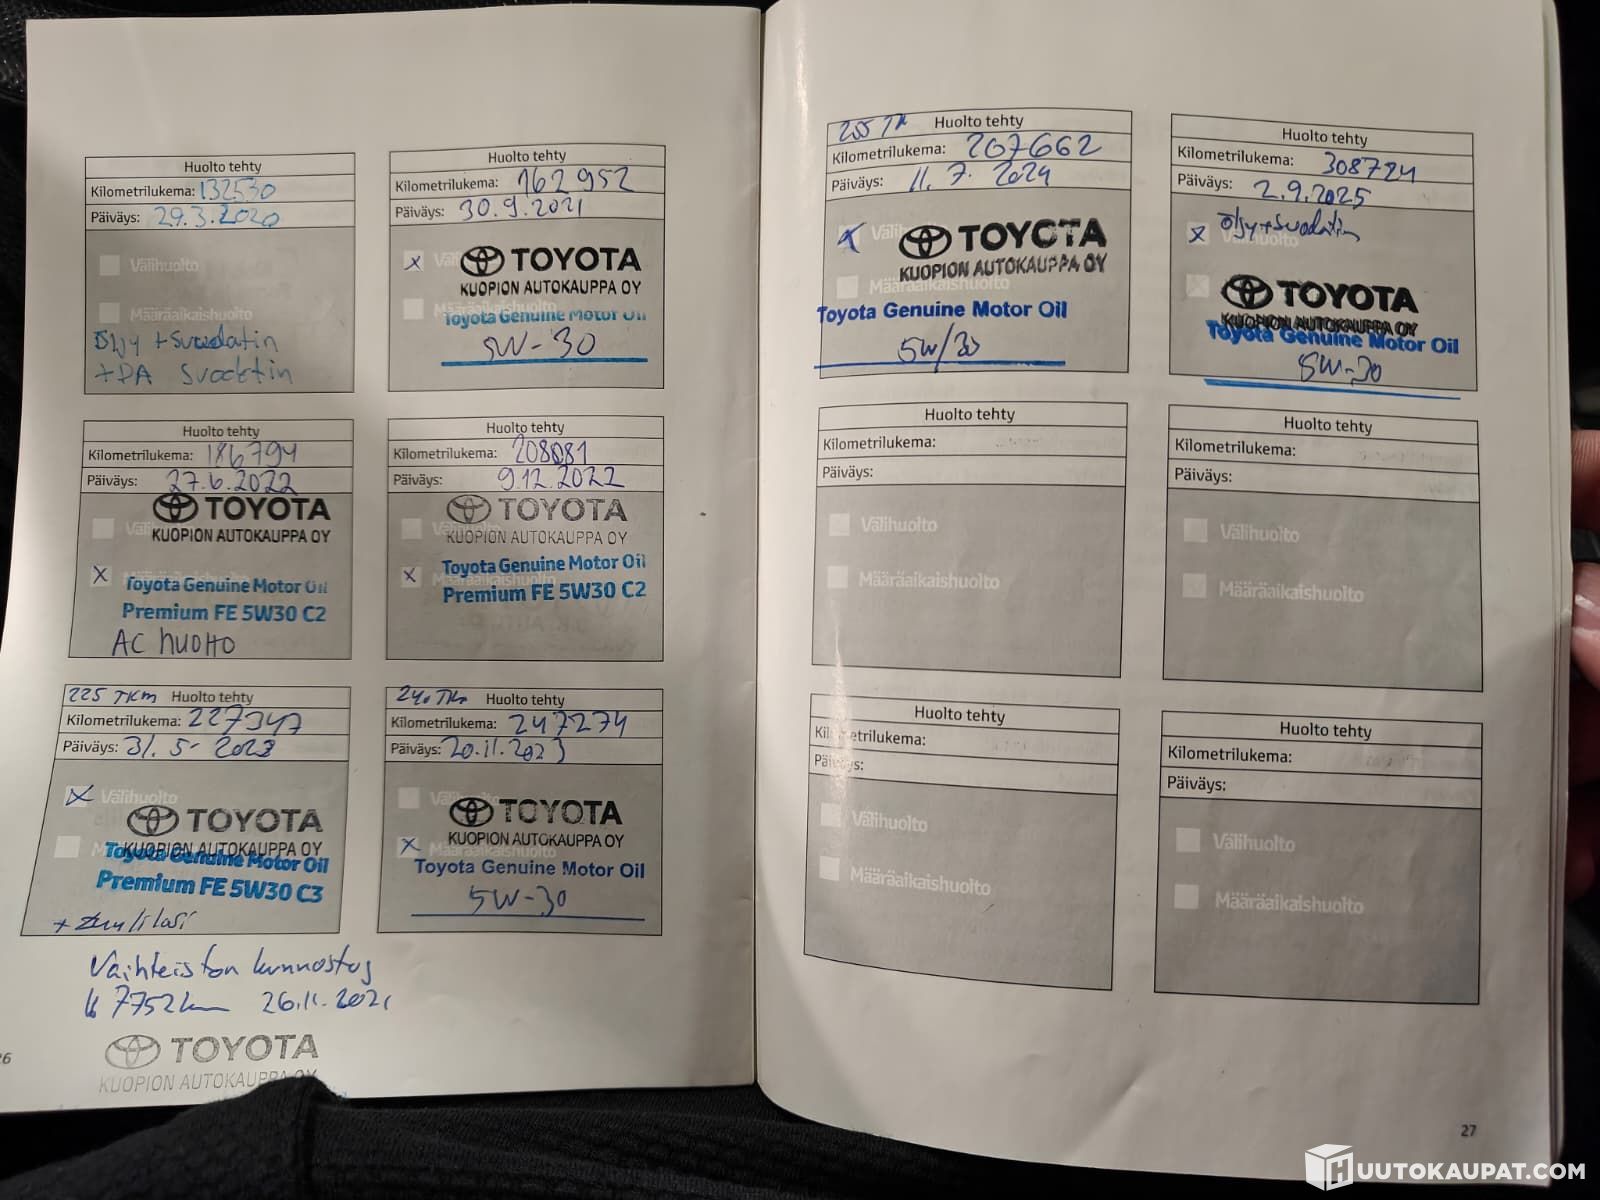 Huolto tehty
Kilometrilukema: 132530
Päiväys: 29.3.2020
Välihuolto
Määräaikaishuolto
Öljy + suodatin
Huolto tehty
Kilometrilukema: 162952
Päiväys: 30.9.2021
x
TOYOTA
KUOPION AUTOKAUPPA OY
Määräaikaishuolto
Toyota Genuine Motor Oil
5W-30
Huolto tehty
Kilometrilukema: 186794
Päiväys: 27.6.2022
TOYOTA
KUOPION AUTOKAUPPA OY
x
Toyota Genuine Motor Oil
Premium FE 5W30 C2
AC huolto
Huolto tehty
Kilometrilukema: 208081
Päiväys: 9.12.2022
TOYOTA
Välihuolto
KUOPION AUTOKAUPPA OY
Toyota Genuine Motor Oil
x Määräaikaishuolto
Premium FE 5W30 C2
225 TKm Huolto tehty
Kilometrilukema: 227347
Päiväys: 31.5-2023
x Välihuolto
TOYOTA
KUOPION AUTOKAUPPA OY
Toyota Genuine Motor Oil
Premium FE 5W30 C3
240 TKm Huolto tehty
Kilometrilukema: 247274
Päiväys: 20.11.2023
TOYOTA
KUOPION AUTOKAUPPA OY
x Määräaikaishuolto
Toyota Genuine Motor Oil
5W-30
Vaihteiston kunnostus
26.11.2021
TOYOTA
KUOPION AUTOKAUPPA OY
26
Huolto tehty
Kilometrilukema: 267662
Päiväys: 11.7.2024
x
TOYOTA
KUOPION AUTOKAUPPA OY
Määräaikaishuolto
Toyota Genuine Motor Oil
5W/30
Huolto tehty
Kilometrilukema: 308724
Päiväys: 2.9.2025
x Öljy+suodatin
Välihuolto
TOYOTA
KUOPION AUTOKAUPPA OY
Toyota Genuine Motor Oil
5W-30
Huolto tehty
Kilometrilukema:
Päiväys:
Välihuolto
Määräaikaishuolto
Huolto tehty
Kilometrilukema:
Päiväys:
Välihuolto
Määräaikaishuolto
Huolto tehty
Kilometrilukema:
Päiväys:
Välihuolto
Määräaikaishuolto
Huolto tehty
Kilometrilukema:
Päiväys:
Välihuolto
Määräaikaishuolto
27
HUUTOKAUPAT.COM